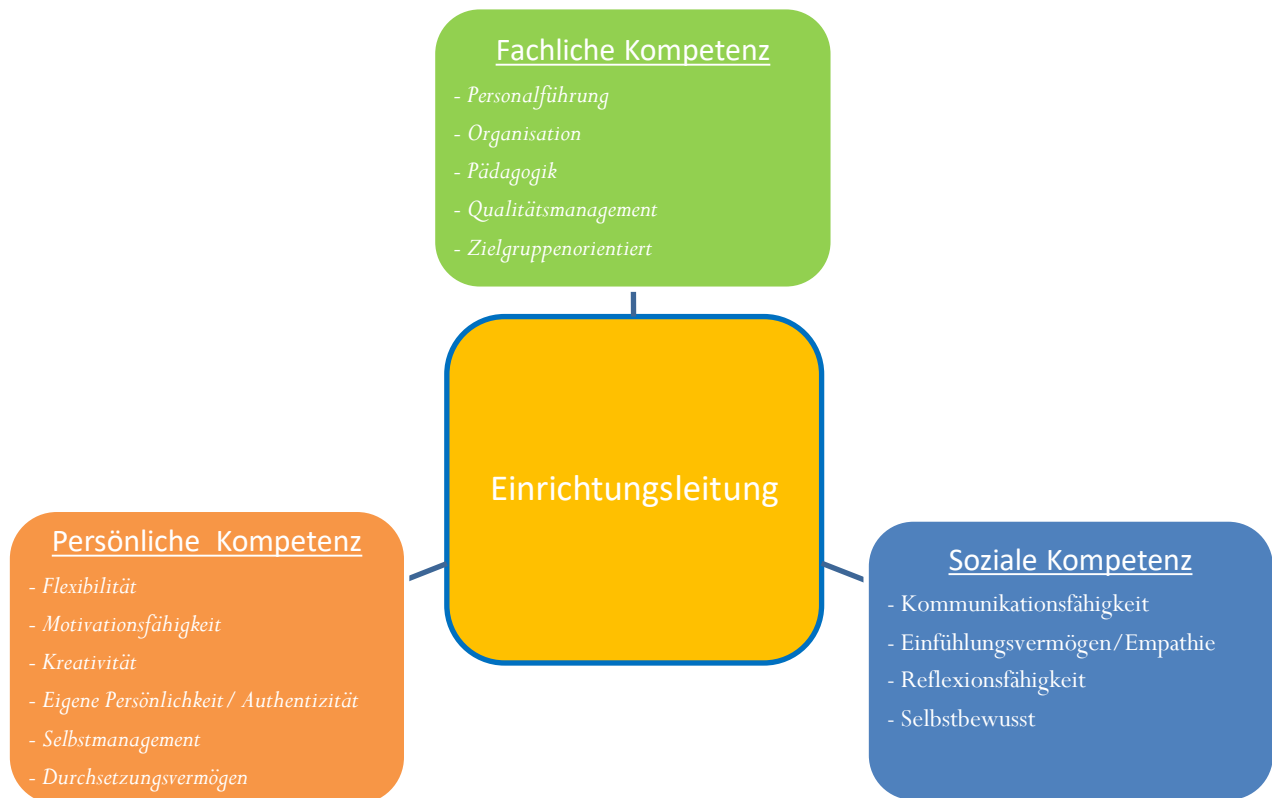 Fachliche Kompetenz
- Personalführung
- Organisation
- Pädagogik
- Qualitätsmanagement
- Zielgruppenorientiert
Einrichtungsleitung
Persönliche Kompetenz
- Flexibilität
- Motivationsfähigkeit
- Kreativität
- Eigene Persönlichkeit/ Authentizität
- Selbstmanagement
- Durchsetzungsvermögen
Soziale Kompetenz
- Kommunikationsfähigkeit
- Einfühlungsvermögen/Empathie
- Reflexionsfähigkeit
- Selbstbewusst